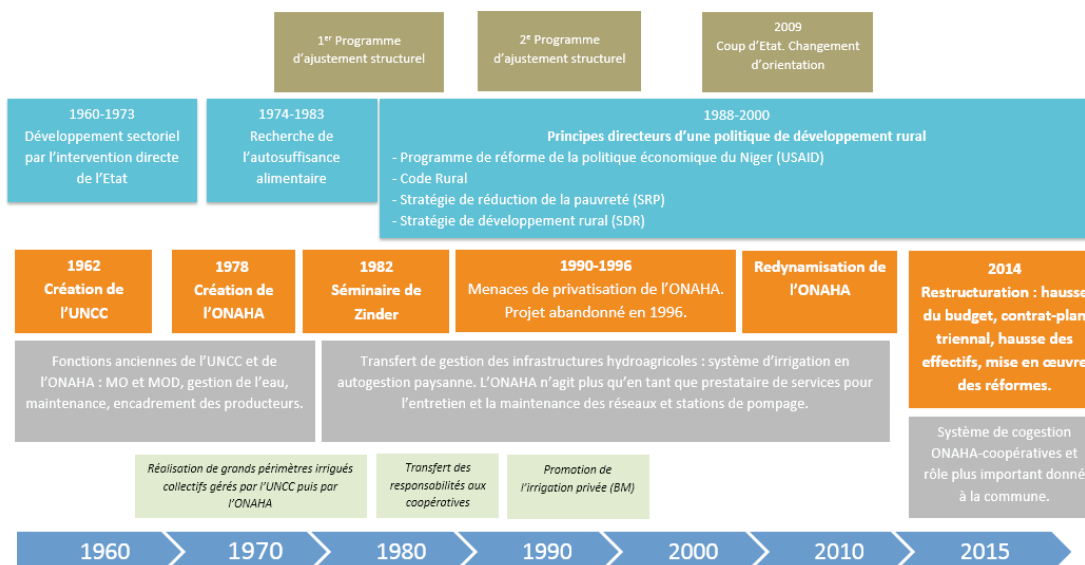 1er Programme
d'ajustement structurel
2e Programme
d'ajustement structurel
2009
Coup d'Etat. Changement
d'orientation
1960-1973
Développement sectoriel
par l'intervention directe
de l'Etat
1974-1983
Recherche de
l'autosuffisance
alimentaire
1988-2000
Principes directeurs d'une politique de développement rural
- Programme de réforme de la politique économique du Niger (USAID)
- Code Rural
- Stratégie de réduction de la pauvreté (SRP)
- Stratégie de développement rural (SDR)
1962
Création de
l'UNCC
1978
Création de
l'ONAHA
1982
Séminaire de
Zinder
1990-1996
Menaces de privatisation de l'ONAHA.
Projet abandonné en 1996.
Redynamisation de
l'ONAHA
2014
Restructuration : hausse
du budget, contrat-plan
triennal, hausse des
effectifs, mise en œuvre
des réformes.
Fonctions anciennes de l'UNCC et de
l'ONAHA : MO et MOD, gestion de l'eau,
maintenance, encadrement des producteurs.
Transfert de gestion des infrastructures hydroagricoles : système d'irrigation en
autogestion paysanne. L'ONAHA n'agit plus qu'en tant que prestataire de services pour
l'entretien et la maintenance des réseaux et stations de pompage.
Système de cogestion
ONAHA-coopératives et
rôle plus important donné
à la commune.
Réalisation de grands périmètres irrigués
collectifs gérés par l'UNCC puis par
l'ONAHA
Transfert des
responsabilités aux
coopératives
Promotion de
l'irrigation privée (BM)
1960
1970
1980
1990
2000
2010
2015